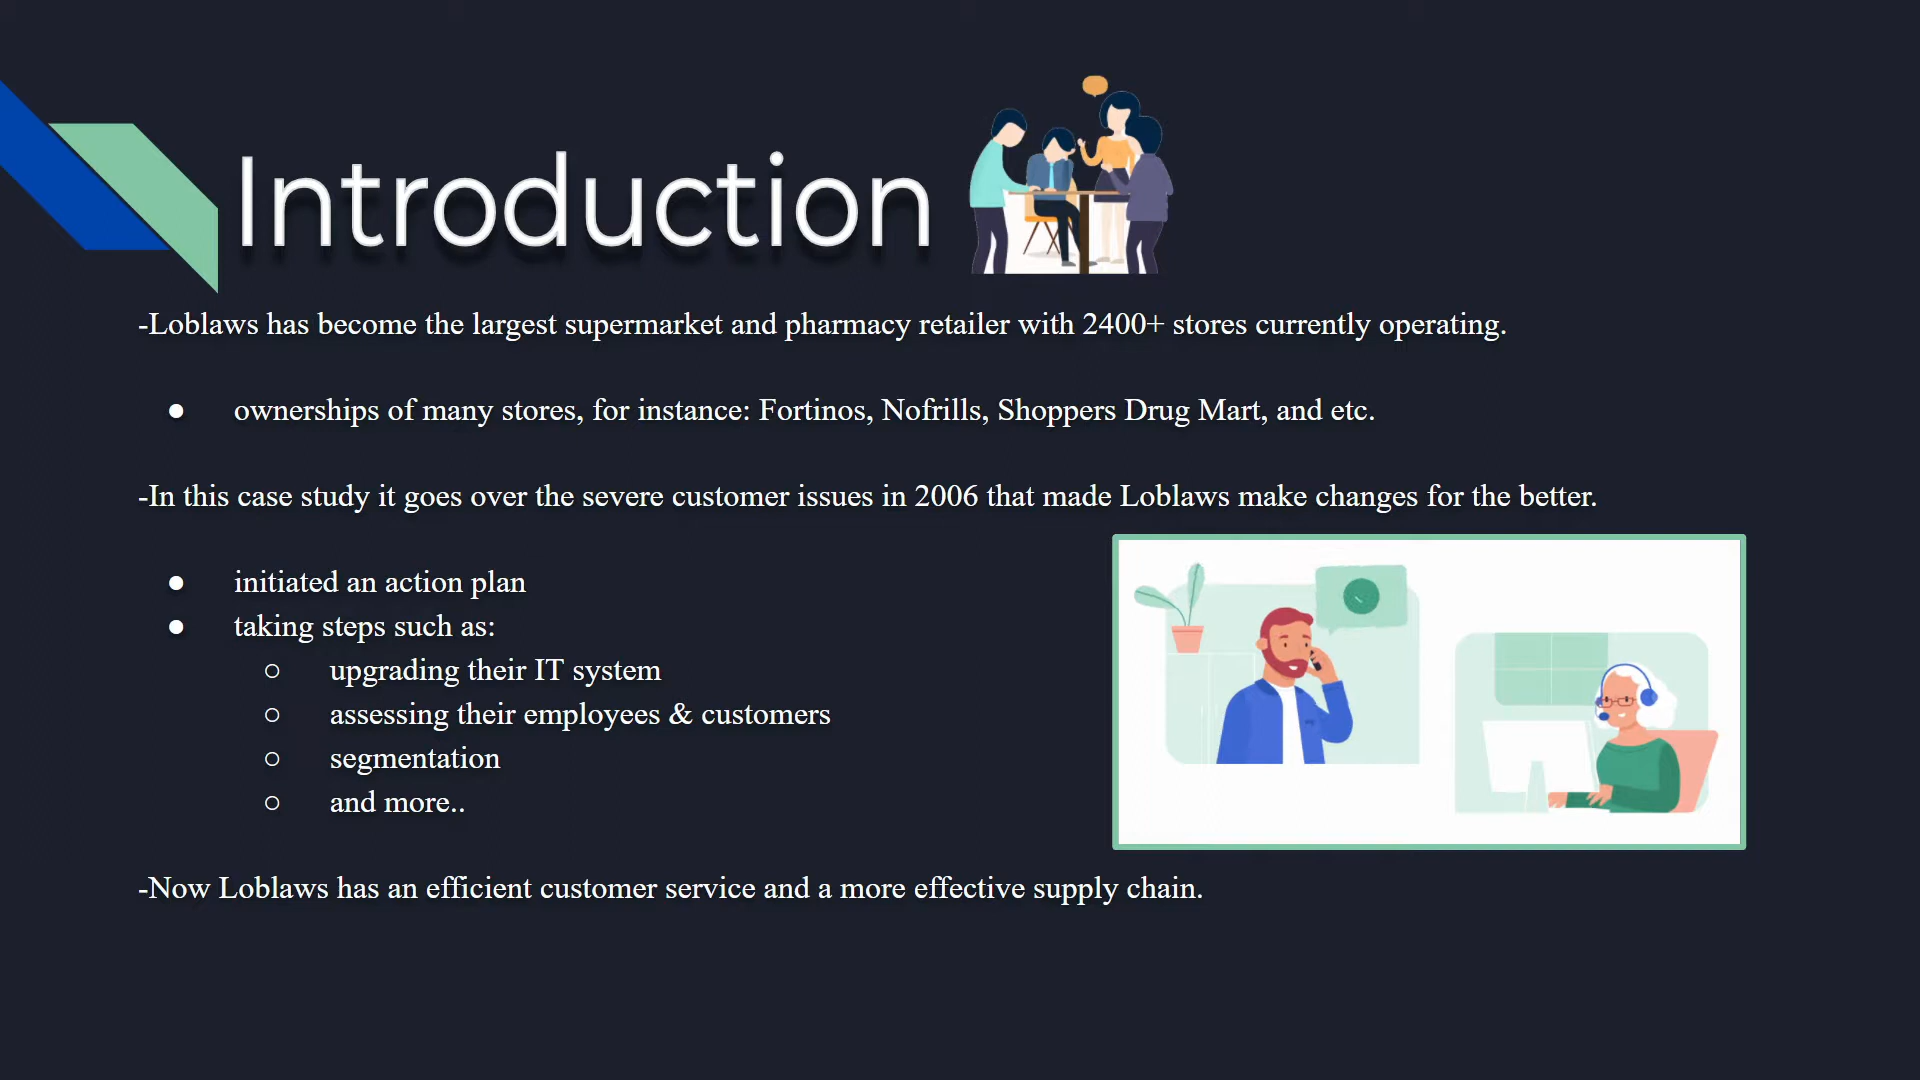 Introduction
-Loblaws has become the largest supermarket and pharmacy retailer with 2400+ stores currently operating.
● ownerships of many stores, for instance: Fortinos, Nofrills, Shoppers Drug Mart, and etc.
-In this case study it goes over the severe customer issues in 2006 that made Loblaws make changes for the better.
● initiated an action plan
● taking steps such as:
○ upgrading their IT system
○ assessing their employees & customers
○ segmentation
○ and more..
-Now Loblaws has an efficient customer service and a more effective supply chain.